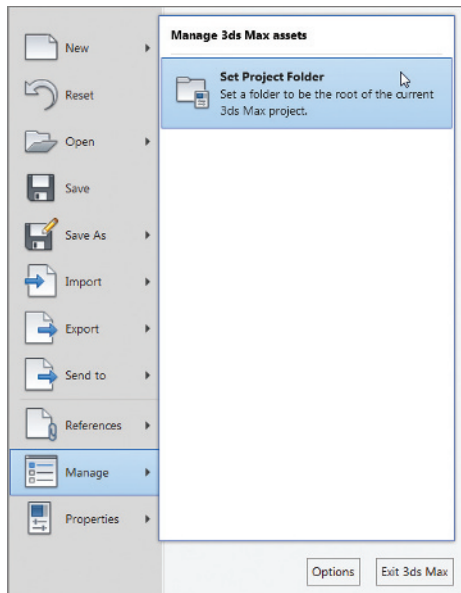 New
Reset
Open
Save
Save As
Import
Export
Send to
References
Manage
Properties
Manage 3ds Max assets
Set Project Folder
Set a folder to be the root of the current
3ds Max project.
Options
Exit 3ds Max